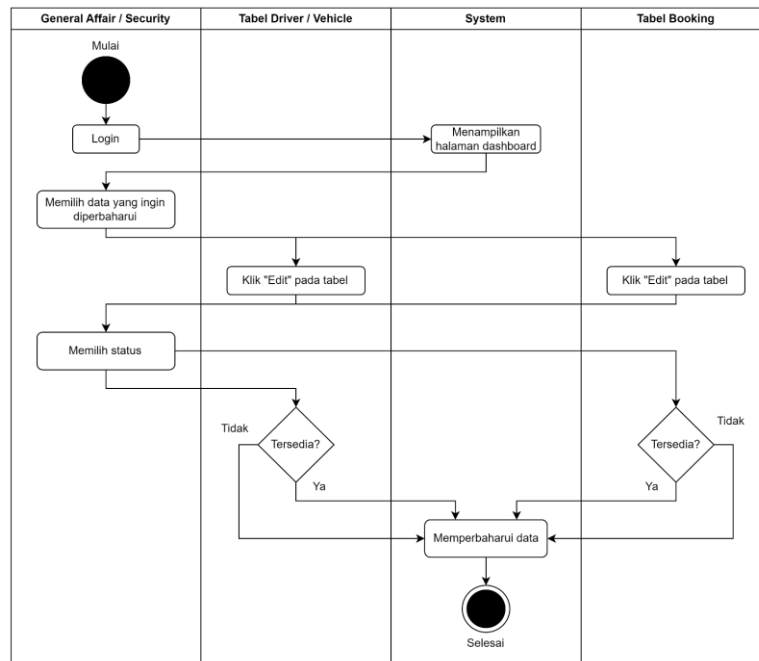 General Affair / Security
Tabel Driver / Vehicle
System
Tabel Booking
Mulai
Login
Menampilkan
halaman dashboard
Memilih data yang ingin
diperbaharui
Klik "Edit" pada tabel
Klik "Edit" pada tabel
Memilih status
Tidak
Tersedia?
Ya
Tidak
Tersedia?
Ya
Memperbaharui data
Selesai